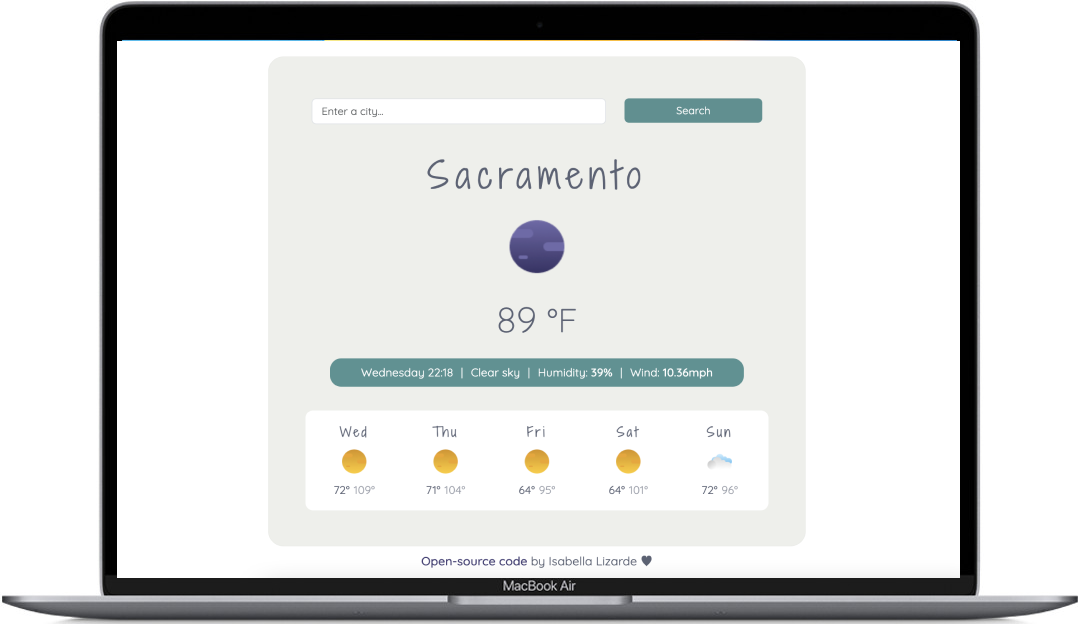 Enter a city...
Search
Sacramento
89 °F
Wednesday 22:18 | Clear sky | Humidity: 39% | Wind: 10.36mph
Wed Thu Fri Sat Sun
72° 109° 71° 104° 64° 95° 64° 101° 72° 96°
Open-source code by Isabella Lizarde 🖤
MacBook Air